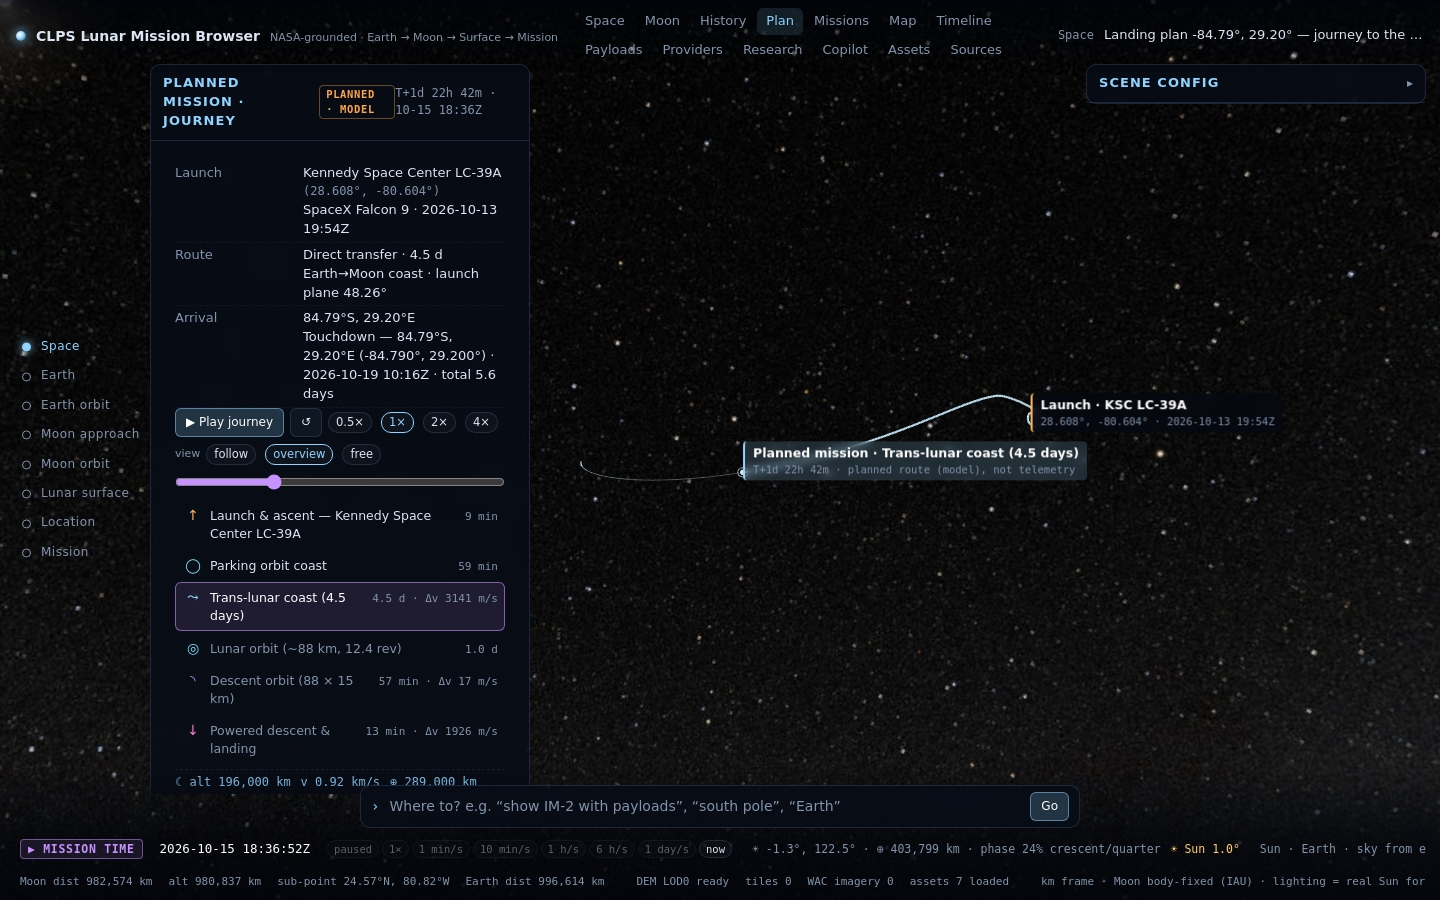 CLPS Lunar Mission Browser NASA-grounded · Earth → Moon → Surface → Mission
Space Moon History Plan Missions Map Timeline
Payloads Providers Research Copilot Assets Sources
Space Landing plan -84.79°, 29.20° — journey to the …
PLANNED MISSION · JOURNEY
PLANNED · MODEL
T+1d 22h 42m · 10-15 18:36Z
SCENE CONFIG ▸
Launch
Kennedy Space Center LC-39A
(28.608°, -80.604°)
SpaceX Falcon 9 · 2026-10-13
19:54Z
Route
Direct transfer · 4.5 d
Earth→Moon coast · launch
plane 48.26°
Arrival
84.79°S, 29.20°E
Touchdown — 84.79°S,
29.20°E (-84.790°, 29.200°) ·
2026-10-19 10:16Z · total 5.6
days
▶ Play journey ↺ 0.5× 1× 2× 4×
view follow overview free
↑ Launch & ascent — Kennedy Space Center LC-39A 9 min
◯ Parking orbit coast 59 min
⤳ Trans-lunar coast (4.5 days) 4.5 d · Δv 3141 m/s
◎ Lunar orbit (~88 km, 12.4 rev) 1.0 d
◝ Descent orbit (88 × 15 km) 57 min · Δv 17 m/s
↓ Powered descent & landing 13 min · Δv 1926 m/s
☾ alt 196,000 km v 0.92 km/s ⊕ 289,000 km
Space
Earth
Earth orbit
Moon approach
Moon orbit
Lunar surface
Location
Mission
Launch · KSC LC-39A
28.608°, -80.604° · 2026-10-13 19:54Z
Planned mission · Trans-lunar coast (4.5 days)
T+1d 22h 42m · planned route (model), not telemetry
› Where to? e.g. “show IM-2 with payloads”, “south pole”, “Earth” Go
▶ MISSION TIME 2026-10-15 18:36:52Z paused 1× 1 min/s 10 min/s 1 h/s 6 h/s 1 day/s now ☀ -1.3°, 122.5° · ⊕ 403,799 km · phase 24% crescent/quarter ☀ Sun 1.0° Sun · Earth · sky from e
Moon dist 982,574 km alt 980,837 km sub-point 24.57°N, 80.82°W Earth dist 996,614 km DEM LOD0 ready tiles 0 WAC imagery 0 assets 7 loaded km frame · Moon body-fixed (IAU) · lighting = real Sun for